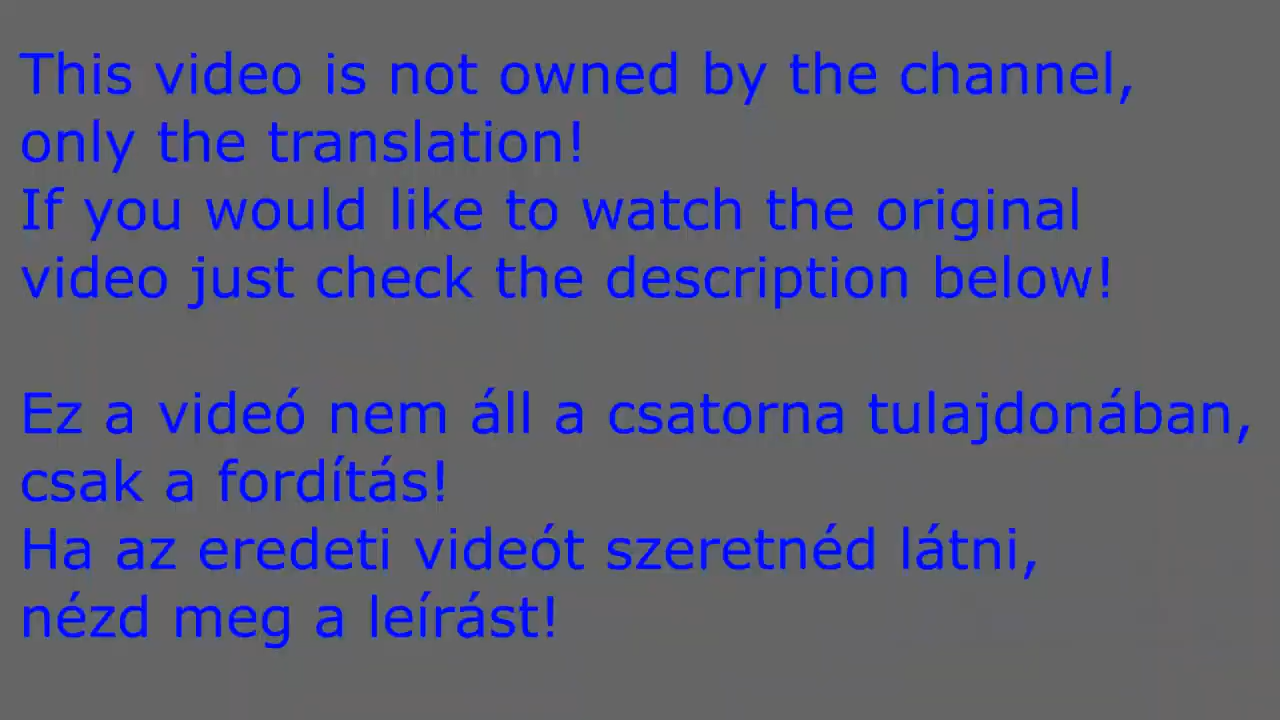 This video is not owned by the channel,
only the translation!
If you would like to watch the original
video just check the description below!
Ez a videó nem áll a csatorna tulajdonában,
csak a fordítás!
Ha az eredeti videót szeretnéd látni,
nézd meg a leírást!